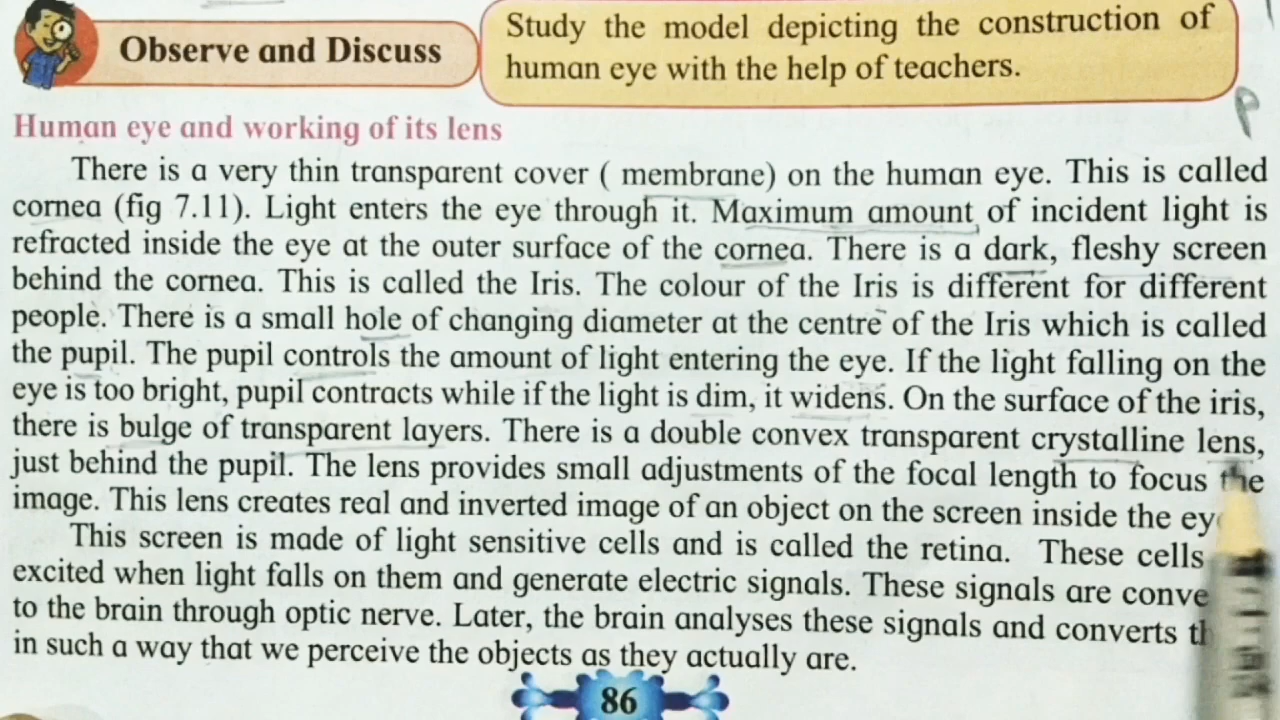 Observe and Discuss
Study the model depicting the construction of
human eye with the help of teachers.
P
Human eye and working of its lens
There is a very thin transparent cover ( membrane) on the human eye. This is called
cornea (fig 7.11). Light enters the eye through it. Maximum amount of incident light is
refracted inside the eye at the outer surface of the cornea. There is a dark, fleshy screen
behind the cornea. This is called the Iris. The colour of the Iris is different for different
people. There is a small hole of changing diameter at the centre of the Iris which is called
the pupil. The pupil controls the amount of light entering the eye. If the light falling on the
eye is too bright, pupil contracts while if the light is dim, it widens. On the surface of the iris,
there is bulge of transparent layers. There is a double convex transparent crystalline lens,
just behind the pupil. The lens provides small adjustments of the focal length to focus the
image. This lens creates real and inverted image of an object on the screen inside the
This screen is made of light sensitive cells and is called the retina. These cells
excited when light falls on them and generate electric signals. These signals are
to the brain through optic nerve. Later, the brain analyses these signals and converts
in such a way that we perceive the objects as they actually are.
86